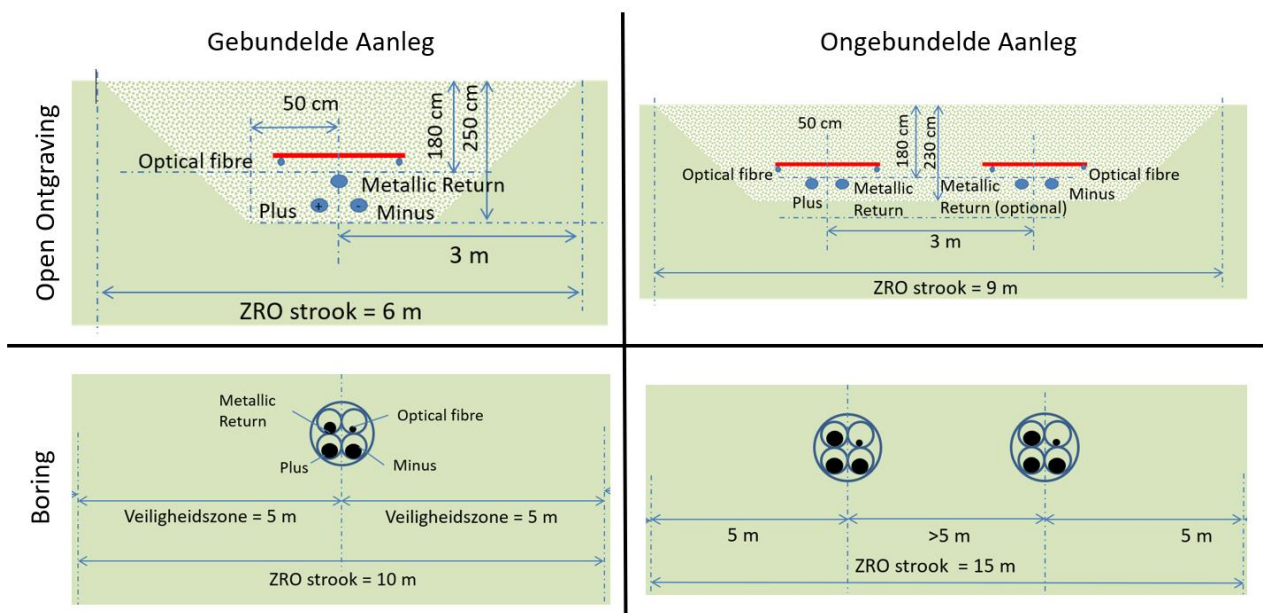 Gebundelde Aanleg
Ongebundelde Aanleg
Open Ontgraving
50 cm
180 cm
250 cm
Optical fibre
Metallic Return
Plus
+
-
Minus
3 m
ZRO strook = 6 m
50 cm
180 cm
230 cm
Optical fibre
Optical fibre
Plus
Metallic
Return
Metallic
Return (optional)
Minus
3 m
ZRO strook = 9 m
Boring
Metallic
Return
Optical fibre
Plus
Minus
Veiligheidszone = 5 m
Veiligheidszone = 5 m
ZRO strook = 10 m
5 m
>5 m
5 m
ZRO strook = 15 m